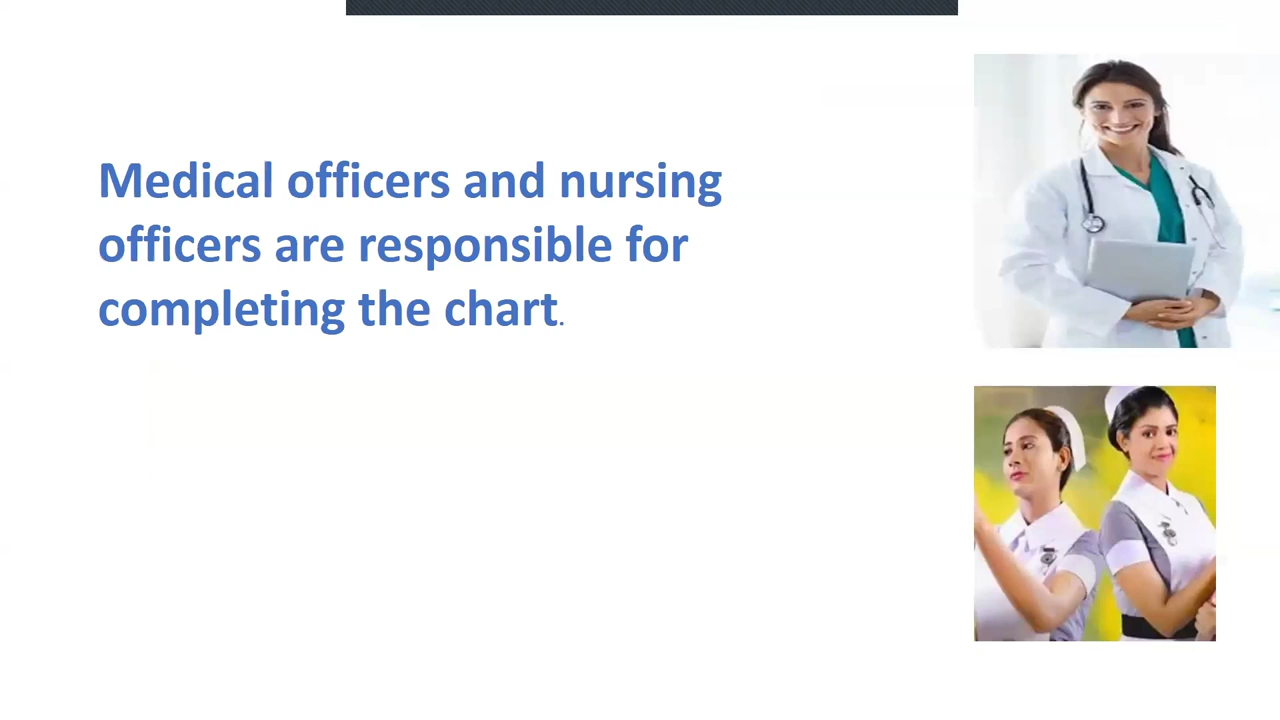 Medical officers and nursing
officers are responsible for
completing the chart.